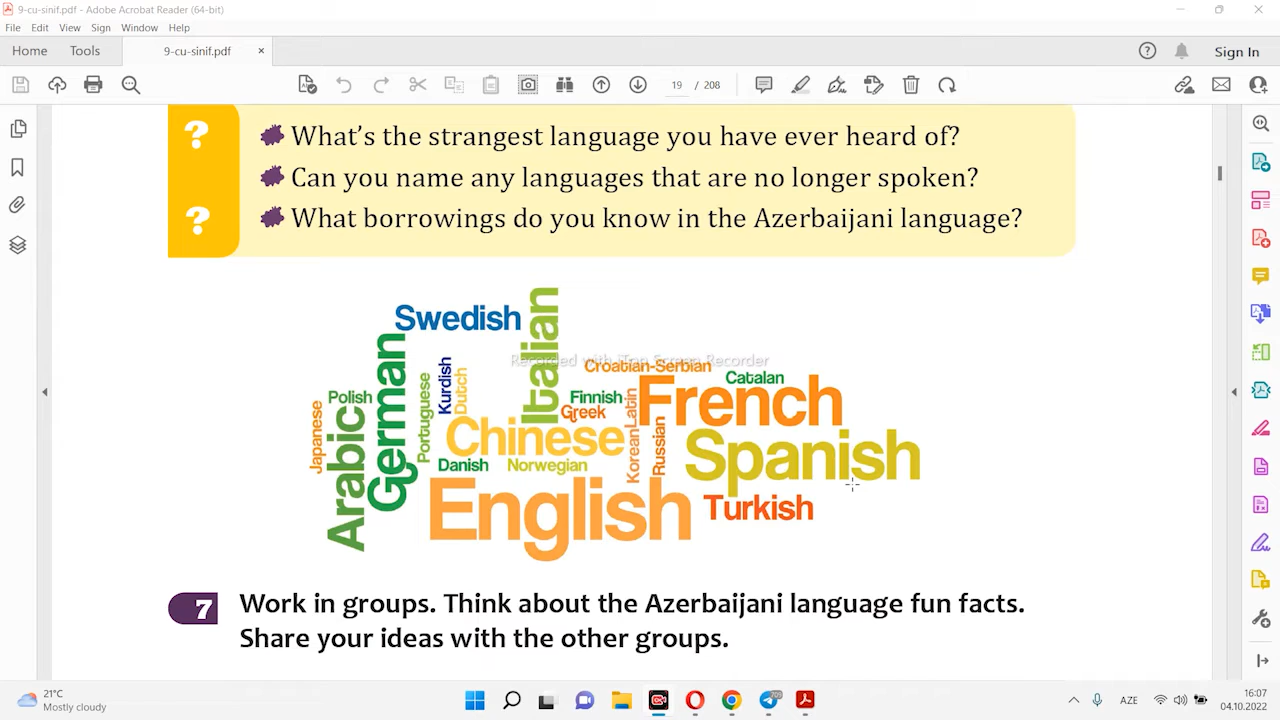 9-cu-sinif.pdf - Adobe Acrobat Reader (64-bit)
File Edit View Sign Window Help
Home Tools 9-cu-sinif.pdf × Sign In
19 / 208
? What's the strangest language you have ever heard of?
Can you name any languages that are no longer spoken?
? What borrowings do you know in the Azerbaijani language?
Swedish
Italian
German
Kurdish
Dutch
Portuguese
Polish
Japanese
Arabic
Recorded with iTop Screen Recorder
Croatian-Serbian
Catalan
Finnish
Greek
Latin
French
Chinese
Korean
Russian
Spanish
Danish
Norwegian
English
Turkish
7 Work in groups. Think about the Azerbaijani language fun facts.
Share your ideas with the other groups.
21°C
Mostly cloudy
709
AZE
16:07
04.10.2022